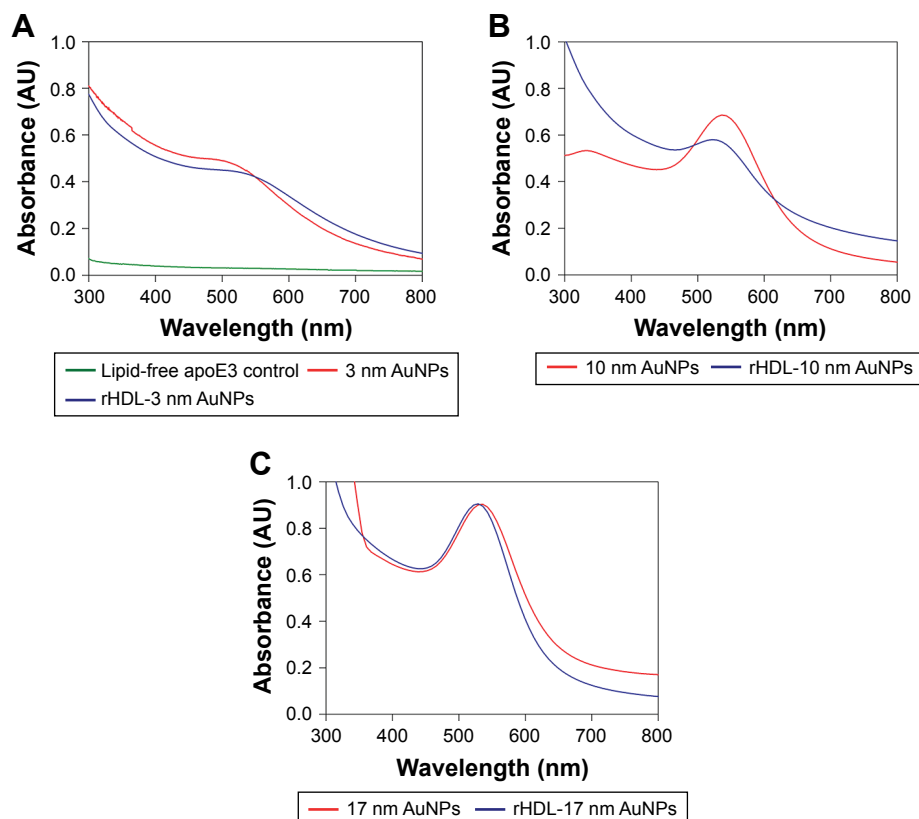 A
Absorbance (AU)
1.0
0.8
0.6
0.4
0.2
0.0
300 400 500 600 700 800
Wavelength (nm)
Lipid-free apoE3 control 3 nm AuNPs
rHDL-3 nm AuNPs
B
Absorbance (AU)
1.0
0.8
0.6
0.4
0.2
0.0
300 400 500 600 700 800
Wavelength (nm)
10 nm AuNPs rHDL-10 nm AuNPs
C
Absorbance (AU)
1.0
0.8
0.6
0.4
0.2
0.0
300 400 500 600 700 800
Wavelength (nm)
17 nm AuNPs rHDL-17 nm AuNPs